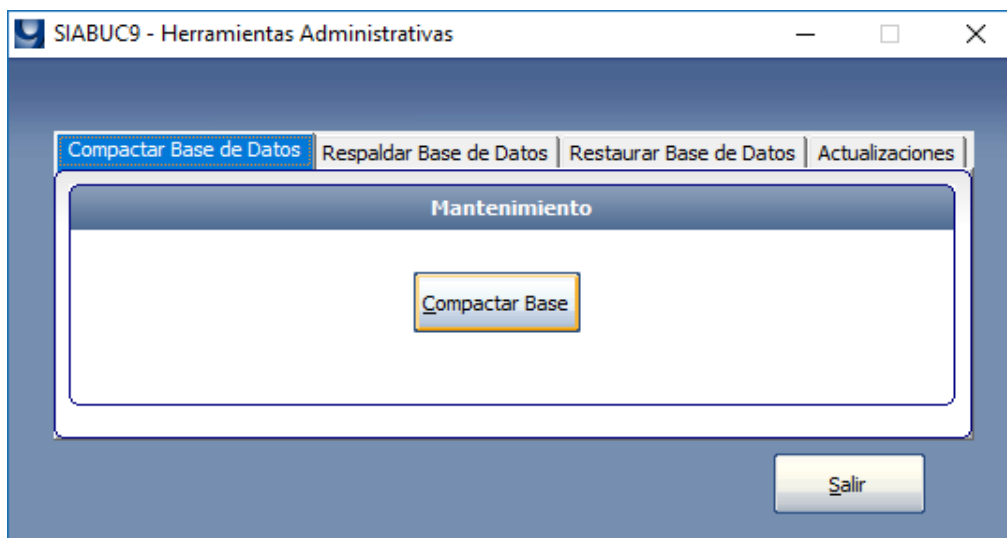 SIABUC9 - Herramientas Administrativas
Compactar Base de Datos Respaldar Base de Datos Restaurar Base de Datos Actualizaciones
Mantenimiento
Compactar Base
Salir